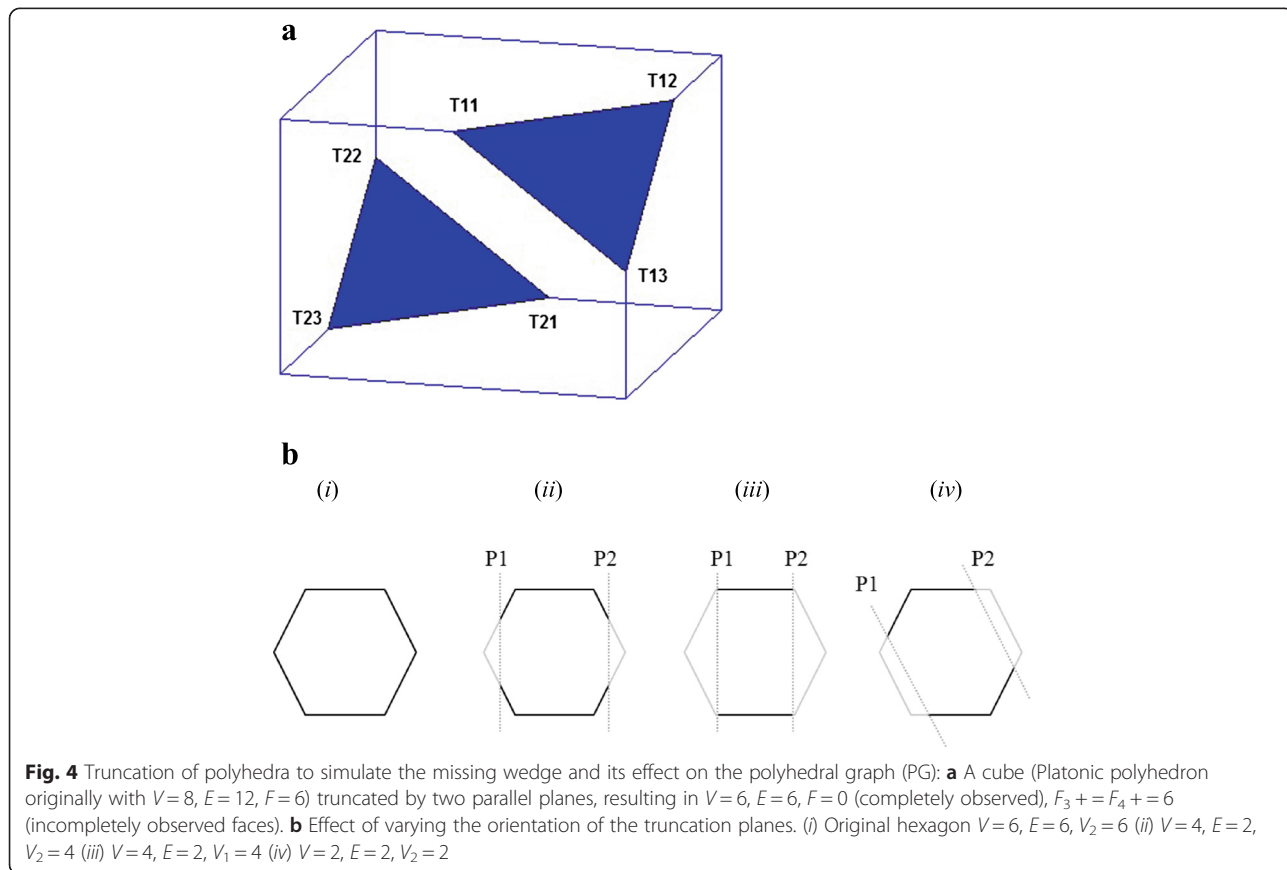 a
T12
T11
T22
T13
T23
T21
b
(i) (ii) (iii) (iv)
P1 P2 P1 P2 P2
P1
Fig. 4 Truncation of polyhedra to simulate the missing wedge and its effect on the polyhedral graph (PG): a A cube (Platonic polyhedron
originally with V = 8, E = 12, F = 6) truncated by two parallel planes, resulting in V = 6, E = 6, F = 0 (completely observed), F₃ + = F₄ + = 6
(incompletely observed faces). b Effect of varying the orientation of the truncation planes. (i) Original hexagon V = 6, E = 6, V₂ = 6 (ii) V = 4, E = 2,
V₂ = 4 (iii) V = 4, E = 2, V₁ = 4 (iv) V = 2, E = 2, V₂ = 2